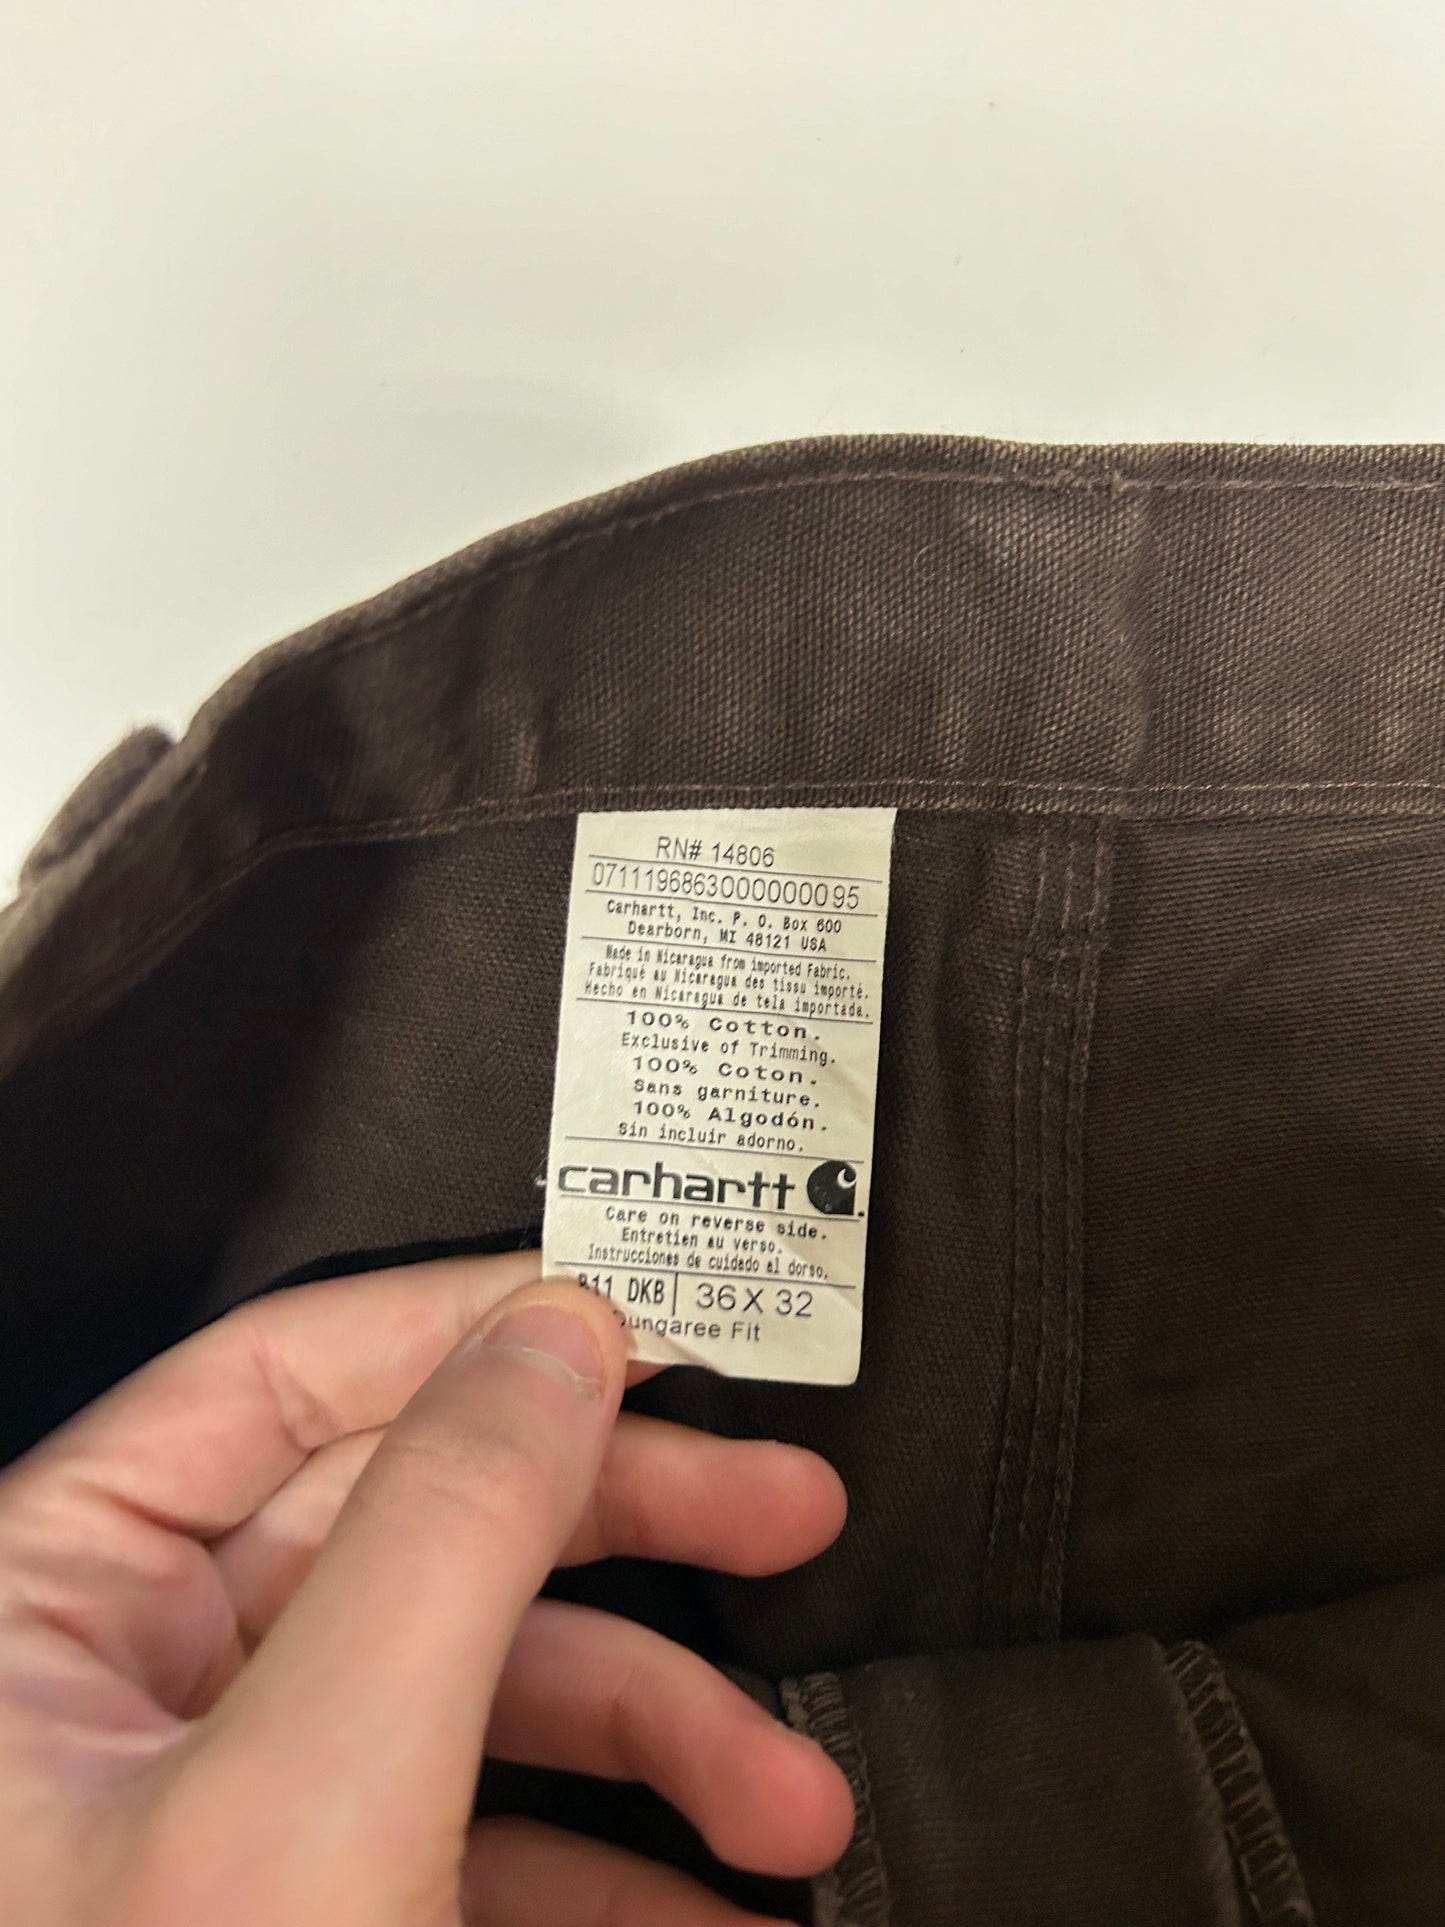 RN# 14806
0711196863000000095
Carhartt, Inc. P. O. Box 600
Dearborn, MI 48121 USA
Made in Nicaragua from imported Fabric.
Fabriqué au Nicaragua des tissu importé.
Hecho en Nicaragua de tela importada.
100% Cotton.
Exclusive of Trimming.
100% Coton.
Sans garniture.
100% Algodón.
Sin incluir adorno.
carhartt
Care on reverse side.
Entretien au verso.
Instrucciones de cuidado al dorso.
B11 DKB | 36 X 32
Dungaree Fit